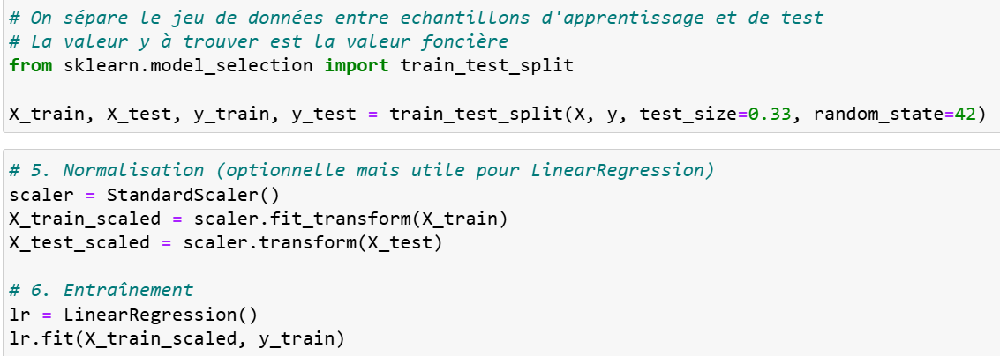 # On sépare le jeu de données entre echantillons d'apprentissage et de test
# La valeur y à trouver est la valeur foncière
from sklearn.model_selection import train_test_split
X_train, X_test, y_train, y_test = train_test_split(X, y, test_size=0.33, random_state=42)
# 5. Normalisation (optionnelle mais utile pour LinearRegression)
scaler = StandardScaler()
X_train_scaled = scaler.fit_transform(X_train)
X_test_scaled = scaler.transform(X_test)
# 6. Entraînement
lr = LinearRegression()
lr.fit(X_train_scaled, y_train)